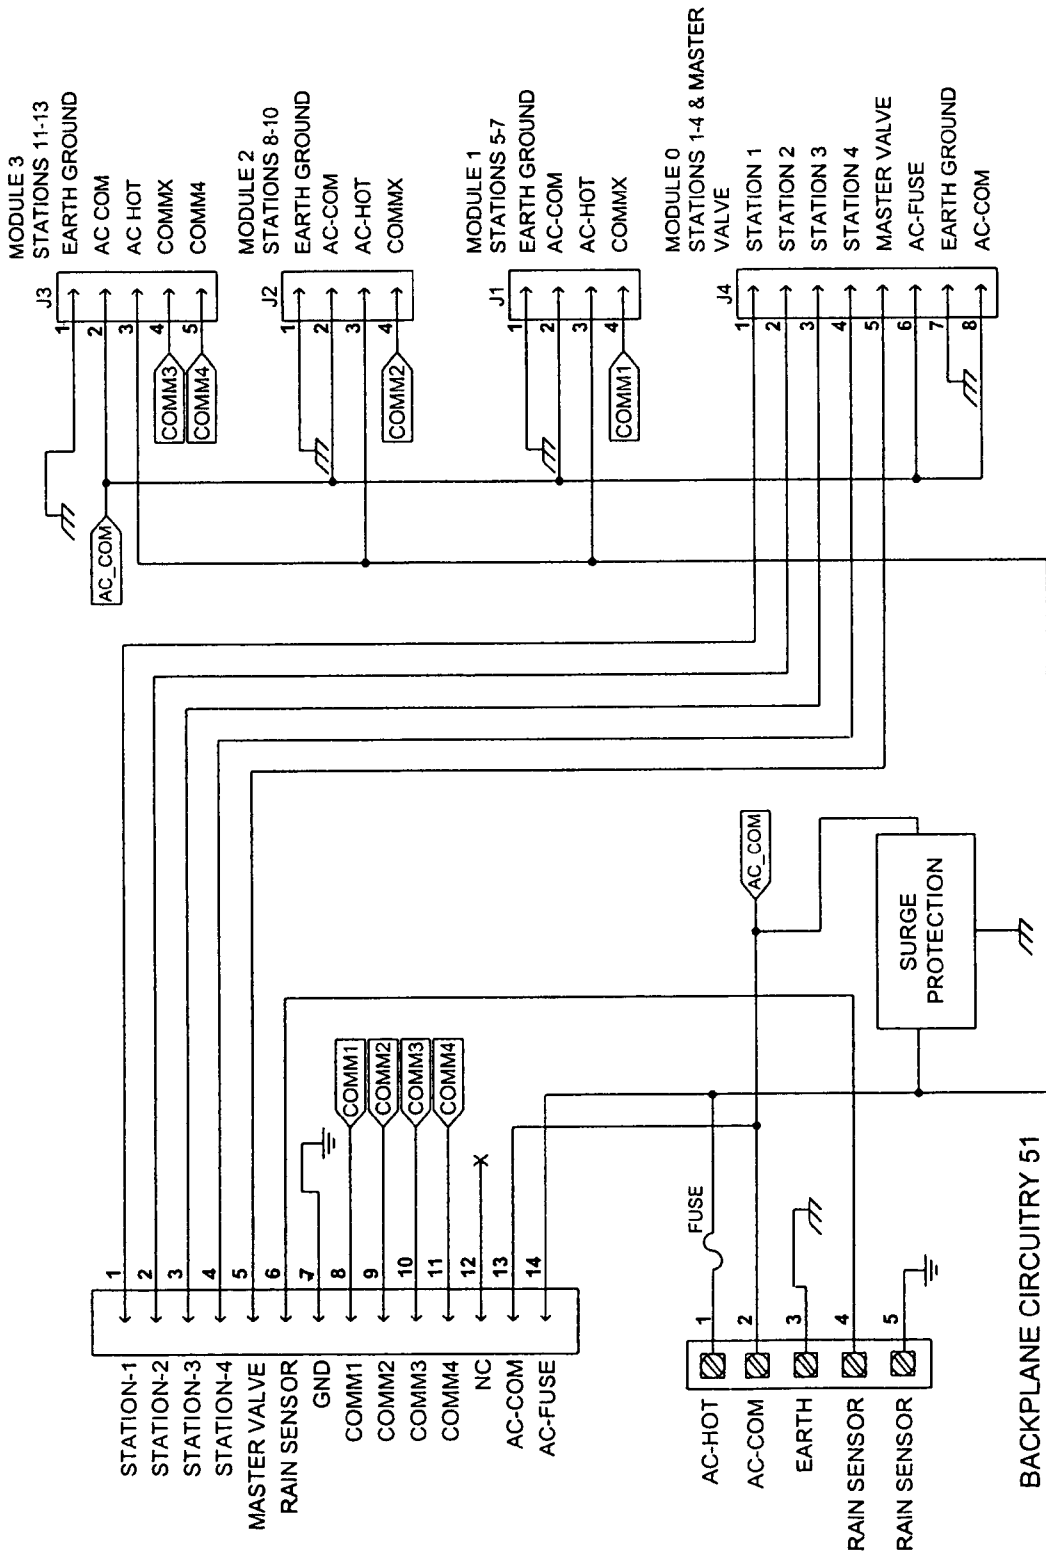 MODULE 3
STATIONS 11-13
EARTH GROUND
AC COM
AC HOT
COMMX
COMM4
J3
1
2
3
4
5
COMM3
COMM4
AC_COM
MODULE 2
STATIONS 8-10
EARTH GROUND
AC-COM
AC-HOT
COMMX
J2
1
2
3
4
COMM2
MODULE 1
STATIONS 5-7
EARTH GROUND
AC-COM
AC-HOT
COMMX
J1
1
2
3
4
COMM1
MODULE 0
STATIONS 1-4 & MASTER
VALVE
STATION 1
STATION 2
STATION 3
STATION 4
MASTER VALVE
AC-FUSE
EARTH GROUND
AC-COM
J4
1
2
3
4
5
6
7
8
STATION-1
STATION-2
STATION-3
STATION-4
MASTER VALVE
RAIN SENSOR
GND
COMM1
COMM2
COMM3
COMM4
NC
AC-COM
AC-FUSE
1
2
3
4
5
6
7
8
9
10
11
12
13
14
COMM1
COMM2
COMM3
COMM4
X
AC_COM
SURGE
PROTECTION
FUSE
AC-HOT
AC-COM
EARTH
RAIN SENSOR
RAIN SENSOR
1
2
3
4
5
BACKPLANE CIRCUITRY 51